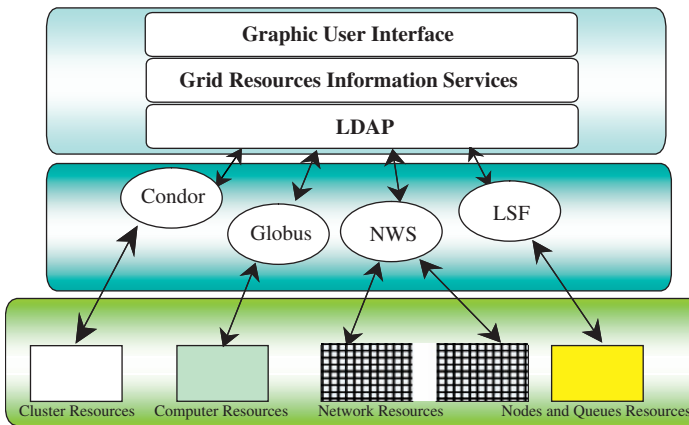 Graphic User Interface
Grid Resources Information Services
LDAP
Condor
Globus
NWS
LSF
Cluster Resources
Computer Resources
Network Resources
Nodes and Queues Resources